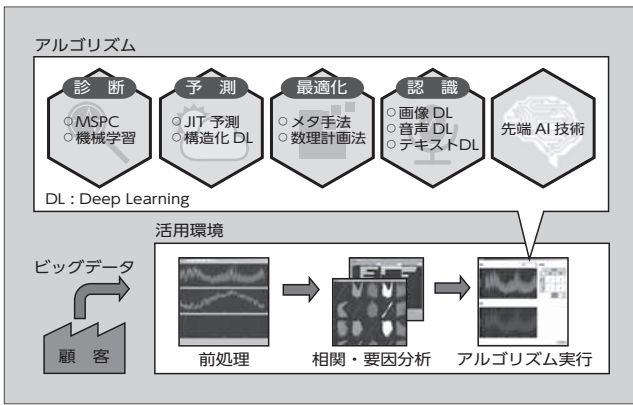 アルゴリズム
診 断
MSPC
機械学習
予 測
JIT 予測
構造化 DL
最適化
メタ手法
数理計画法
認 識
画像 DL
音声 DL
テキストDL
先端 AI 技術
DL : Deep Learning
活用環境
ビッグデータ
顧 客
前処理
相関・要因分析
アルゴリズム実行